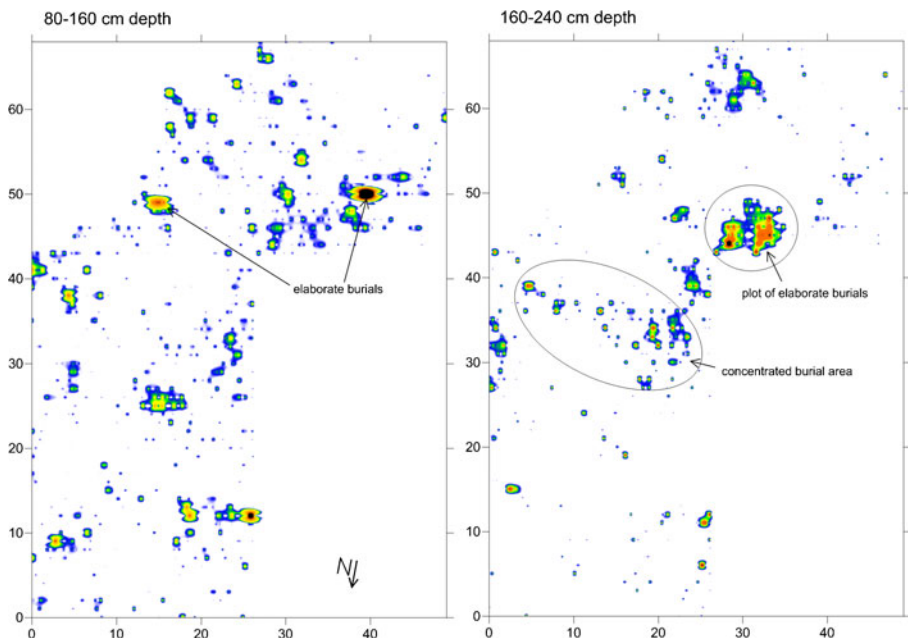 80-160 cm depth
60
50
40
30
20
10
0
0 10 20 30 40
elaborate burials
N
160-240 cm depth
60
50
40
30
20
10
0
0 10 20 30 40
plot of elaborate burials
concentrated burial area